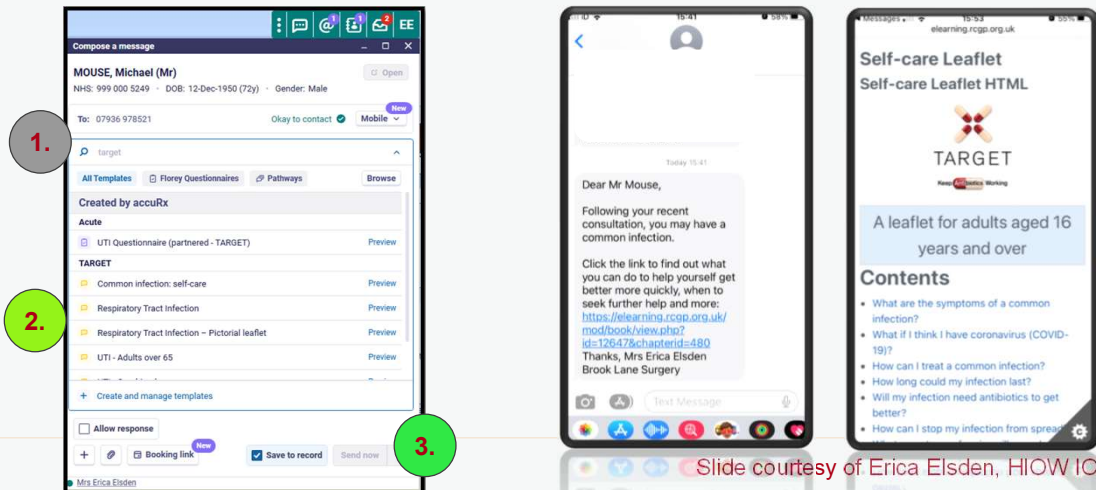 @1 1 2 EE
Compose a message
MOUSE, Michael (Mr)
Open
NHS: 999 000 5249 · DOB: 12-Dec-1950 (72y) · Gender: Male
New
To: 07936 978521 Okay to contact Mobile
1.
target
All Templates Florey Questionnaires Pathways Browse
Created by accuRx
Acute
UTI Questionnaire (partnered - TARGET) Preview
TARGET
Common infection: self-care Preview
Respiratory Tract Infection Preview
2.
Respiratory Tract Infection – Pictorial leaflet Preview
UTI - Adults over 65 Preview
+ Create and manage templates
Allow response
New
Booking link Save to record Send now
3.
Mrs Erica Elsden
15:41 58%
Today 15:41
Dear Mr Mouse,
Following your recent
consultation, you may have a
common infection.
Click the link to find out what
you can do to help yourself get
better more quickly, when to
seek further help and more:
https://elearning.rcgp.org.uk/
mod/book/view.php?
id=12647&chapterid=480
Thanks, Mrs Erica Elsden
Brook Lane Surgery
Text Message
Messages 15:53 55%
elearning.rcgp.org.uk
Self-care Leaflet
Self-care Leaflet HTML
TARGET
Keep Antibiotics Working
A leaflet for adults aged 16
years and over
Contents
What are the symptoms of a common
infection?
What if I think I have coronavirus (COVID-
19)?
How can I treat a common infection?
How long could my infection last?
Will my infection need antibiotics to get
better?
How can I stop my infection from spread
Slide courtesy of Erica Elsden, HIOW IC